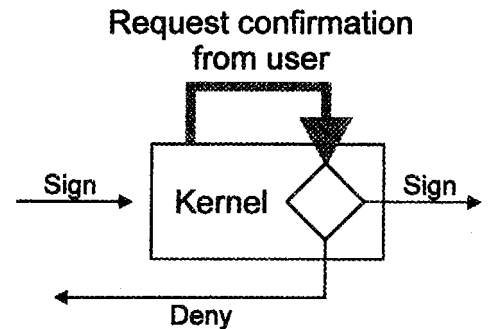 Request confirmation
from user
Sign
Kernel
Sign
Deny